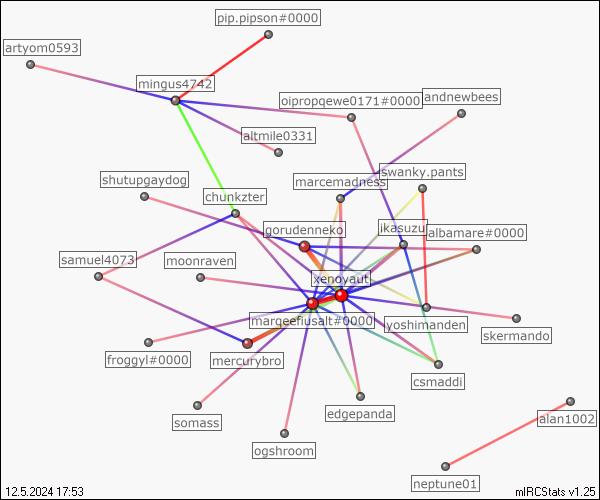 pip.pipson#0000
artyom0593
mingus4742
oipropqewe0171#0000
andnewbees
altmile0331
swanky.pants
shutupgaydog
marcemadness
chunkzter
gorudenneko
jkasuzu
albamare#0000
samuel4073
moonraven
xenoyaut
marqeefiusalt#0000
yoshimanden
skermando
froggyl#0000
mercurybro
csmaddi
edgepanda
somass
alan1002
ogshroom
neptune01
12.5.2024 17:53
mIRCStats v1.25